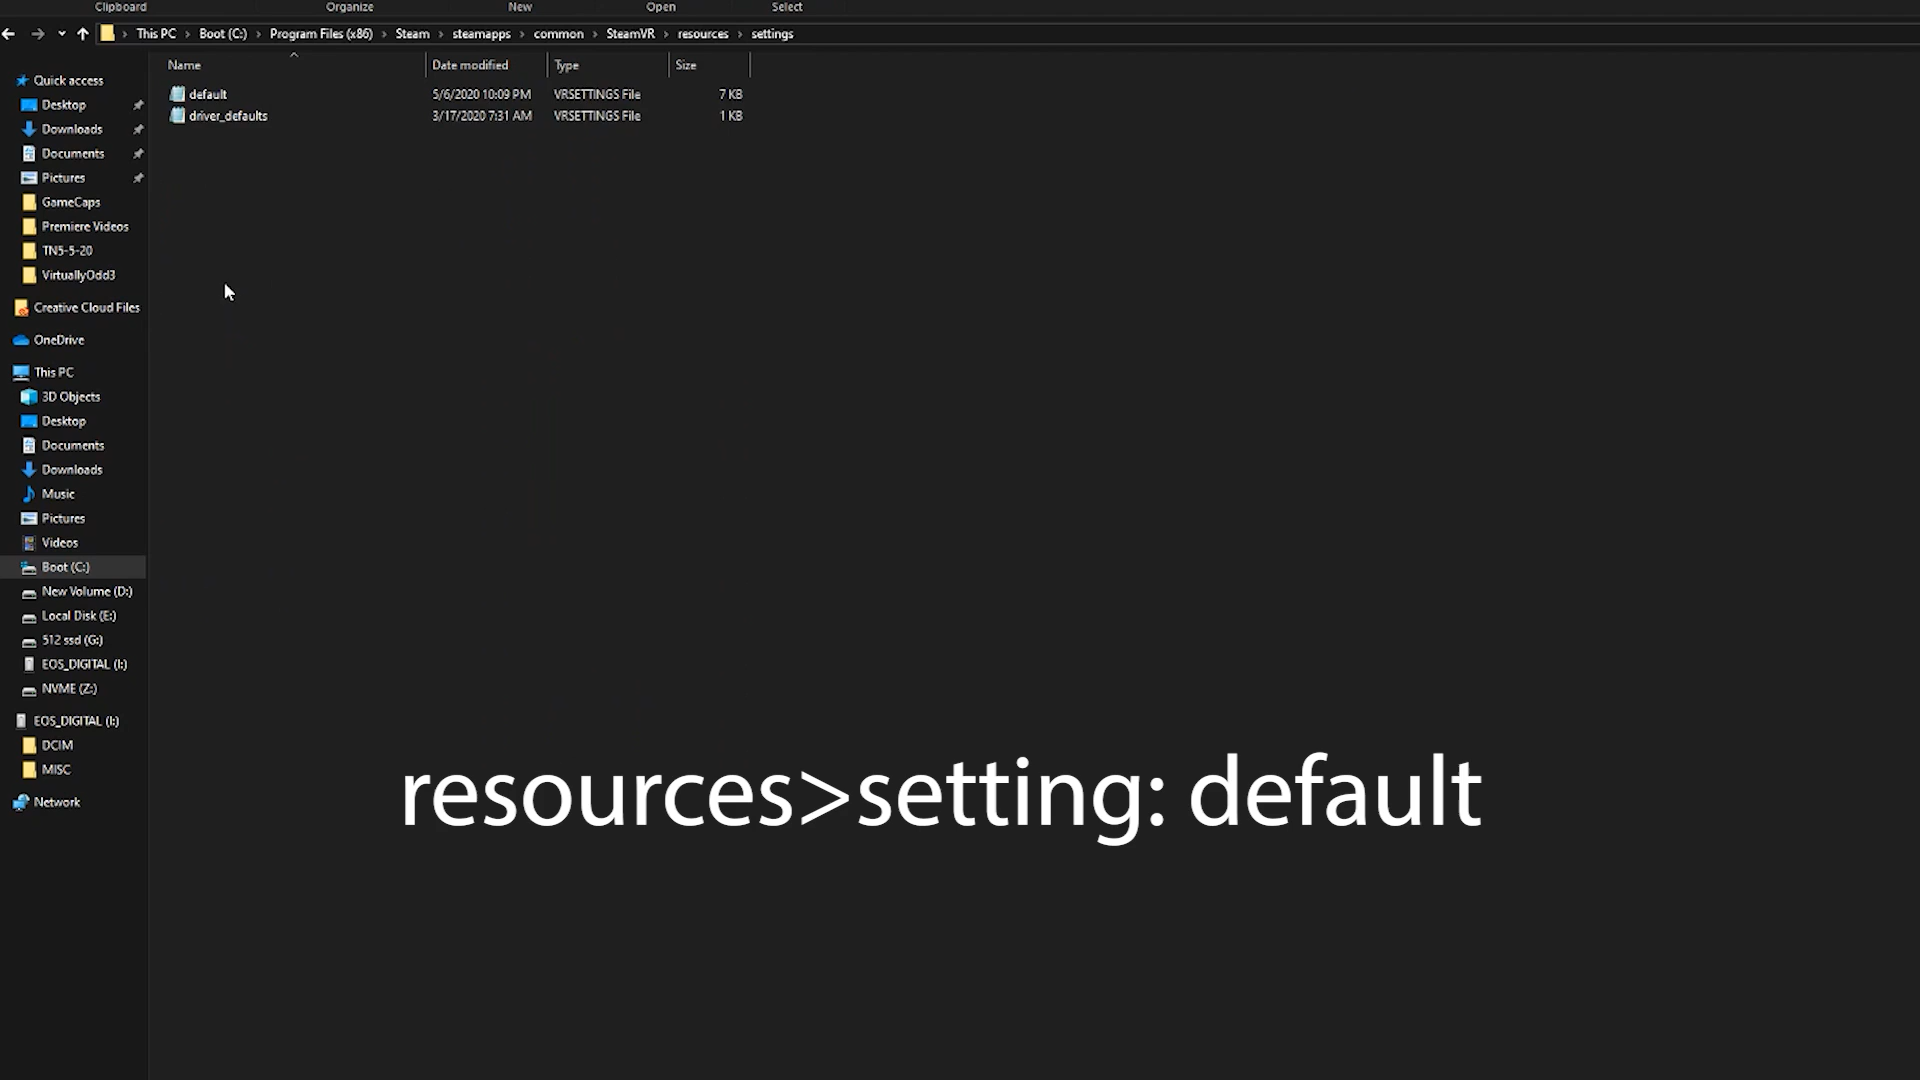 Clipboard Organize New Open Select
This PC Boot (C:) Program Files (x86) Steam steamapps common SteamVR resources settings
Name Date modified Type Size
default 5/6/2020 10:09 PM VRSETTINGS File 7 KB
driver_defaults 3/17/2020 7:31 AM VRSETTINGS File 1 KB
Quick access
Desktop
Downloads
Documents
Pictures
GameCaps
Premiere Videos
TN5-5-20
VirtuallyOdd3
Creative Cloud Files
OneDrive
This PC
3D Objects
Desktop
Documents
Downloads
Music
Pictures
Videos
Boot (C:)
New Volume (D:)
Local Disk (E:)
512 ssd (G:)
EOS_DIGITAL (I:)
NVME (Z:)
EOS_DIGITAL (I:)
DCIM
MISC
Network
resources>setting: default